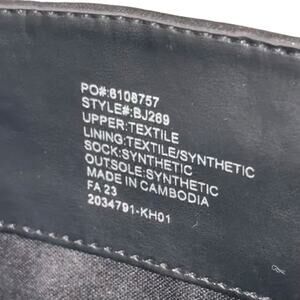 PO#:6108757
STYLE#:BJ269
UPPER:TEXTILE
LINING:TEXTILE/SYNTHETIC
SOCK:SYNTHETIC
OUTSOLE:SYNTHETIC
MADE IN CAMBODIA
FA 23
2034791-KH01